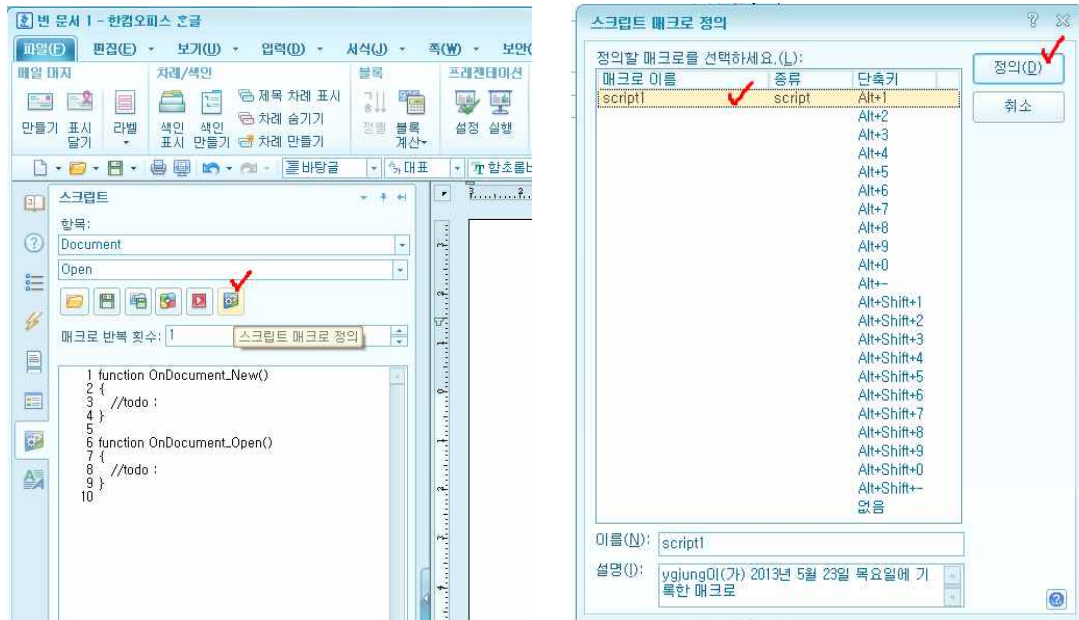 빈 문서 1 - 한컴오피스 흔글
파일(F) 편집(E) 보기(U) 입력(D) 서식(J) 쪽(W) 보안(
메일 머지 차례/색인 블록 프레젠테이션
만들기 표시 달기 라벨 색인 표시 색인 만들기 제목 차례 표시 차례 숨기기 차례 만들기 정렬 블록 계산 설정 실행
바탕글 대표 함초롬
스크립트
항목:
Document
Open
매크로 반복 횟수: 1 스크립트 매크로 정의
1 function OnDocument_New()
2 {
3 //todo :
4 }
5
6 function OnDocument_Open()
7 {
8 //todo :
9 }
10
스크립트 매크로 정의
정의할 매크로를 선택하세요.(L):
매크로 이름 종류 단축키
script1 script Alt+1
Alt+2
Alt+3
Alt+4
Alt+5
Alt+6
Alt+7
Alt+8
Alt+9
Alt+0
Alt+-
Alt+Shift+1
Alt+Shift+2
Alt+Shift+3
Alt+Shift+4
Alt+Shift+5
Alt+Shift+6
Alt+Shift+7
Alt+Shift+8
Alt+Shift+9
Alt+Shift+0
Alt+Shift+-
없음
정의(D)
취소
이름(N): script1
설명(I): ygjung이(가) 2013년 5월 23일 목요일에 기
록한 매크로